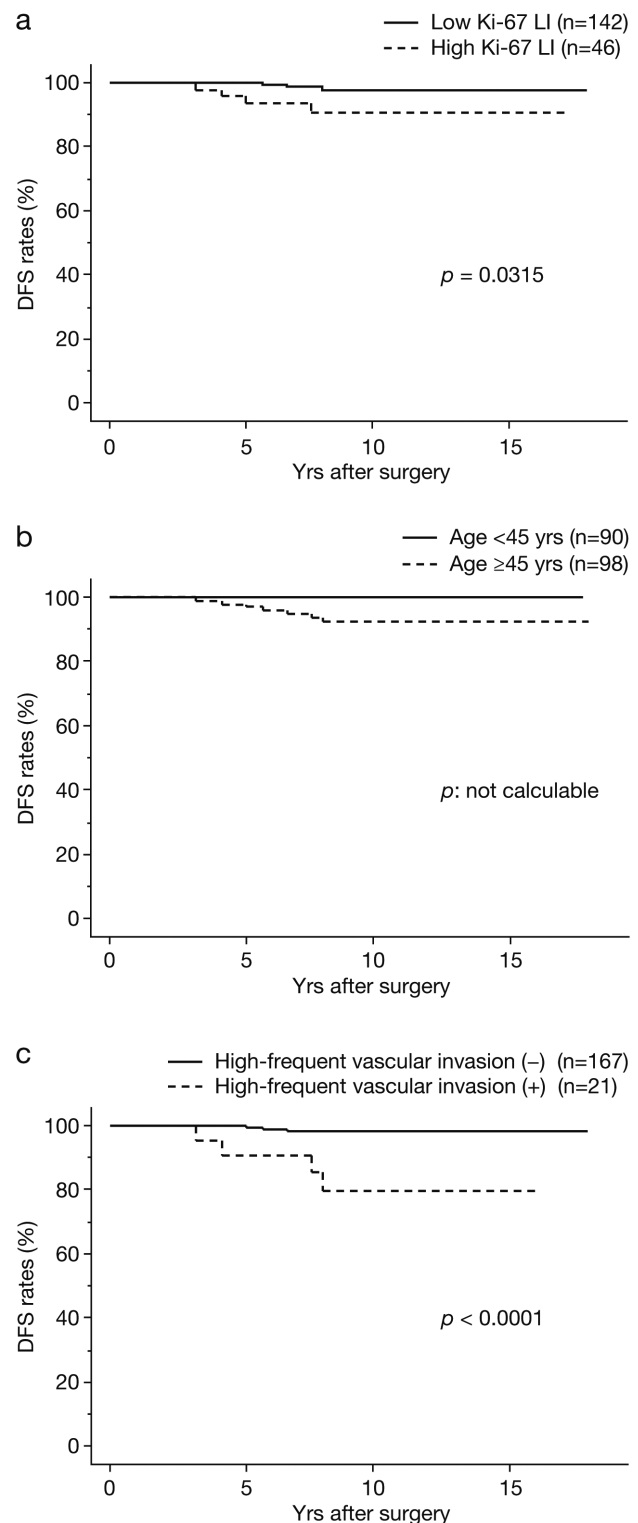 a
Low Ki-67 LI (n=142)
High Ki-67 LI (n=46)
100
80
60
40
20
0
DFS rates (%)
p = 0.0315
0 5 10 15
Yrs after surgery
b
Age <45 yrs (n=90)
Age ≥45 yrs (n=98)
100
80
60
40
20
0
DFS rates (%)
p: not calculable
0 5 10 15
Yrs after surgery
c
High-frequent vascular invasion (–) (n=167)
High-frequent vascular invasion (+) (n=21)
100
80
60
40
20
0
DFS rates (%)
p < 0.0001
0 5 10 15
Yrs after surgery